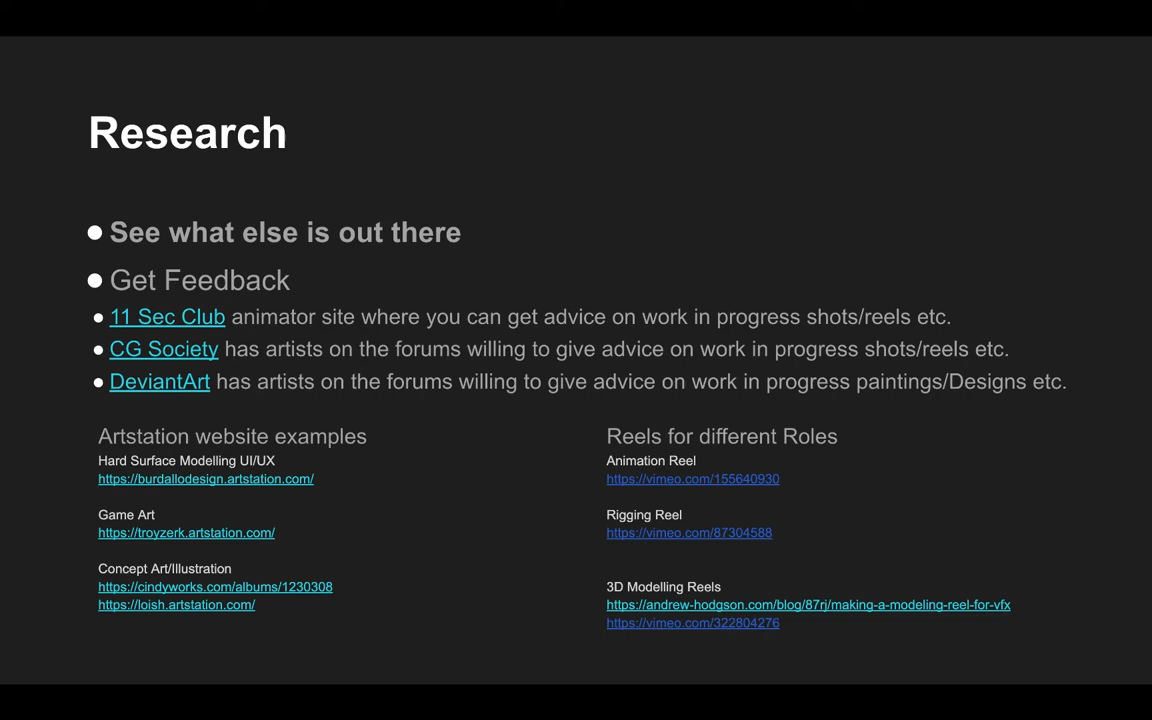 Research
● See what else is out there
● Get Feedback
● 11 Sec Club animator site where you can get advice on work in progress shots/reels etc.
● CG Society has artists on the forums willing to give advice on work in progress shots/reels etc.
● DeviantArt has artists on the forums willing to give advice on work in progress paintings/Designs etc.
Artstation website examples
Hard Surface Modelling UI/UX
https://burdallodesign.artstation.com/
Game Art
https://troyzerk.artstation.com/
Concept Art/Illustration
https://cindyworks.com/albums/1230308
https://loish.artstation.com/
Reels for different Roles
Animation Reel
https://vimeo.com/155640930
Rigging Reel
https://vimeo.com/87304588
3D Modelling Reels
https://andrew-hodgson.com/blog/87rj/making-a-modeling-reel-for-vfx
https://vimeo.com/322804276